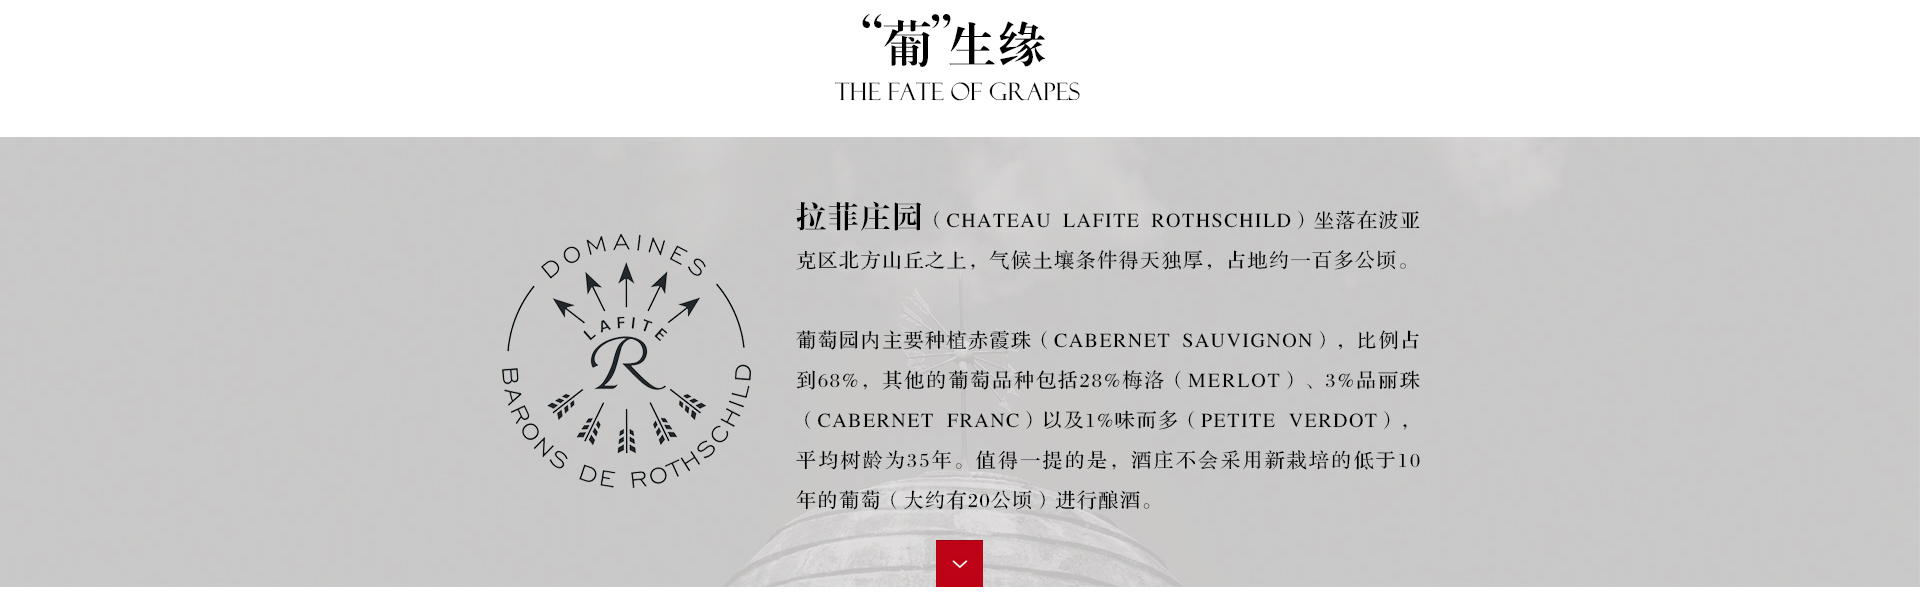 “葡”生缘
THE FATE OF GRAPES
DOMAINES
LAFITE
R
BARONS DE ROTHSCHILD
拉菲庄园（CHATEAU LAFITE ROTHSCHILD）坐落在波亚
克区北方山丘之上，气候土壤条件得天独厚，占地约一百多公顷。
葡萄园内主要种植赤霞珠（CABERNET SAUVIGNON），比例占
到68%，其他的葡萄品种包括28%梅洛（MERLOT）、3%品丽珠
（CABERNET FRANC）以及1%味而多（PETITE VERDOT），
平均树龄为35年。值得一提的是，酒庄不会采用新栽培的低于10
年的葡萄（大约有20公顷）进行酿酒。